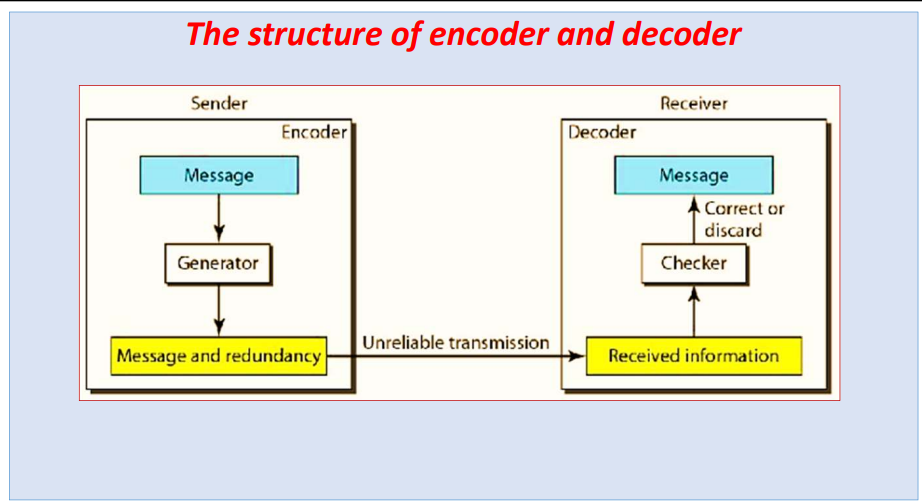 The structure of encoder and decoder
Sender
Encoder
Message
Generator
Message and redundancy
Unreliable transmission
Receiver
Decoder
Message
Correct or
discard
Checker
Received information